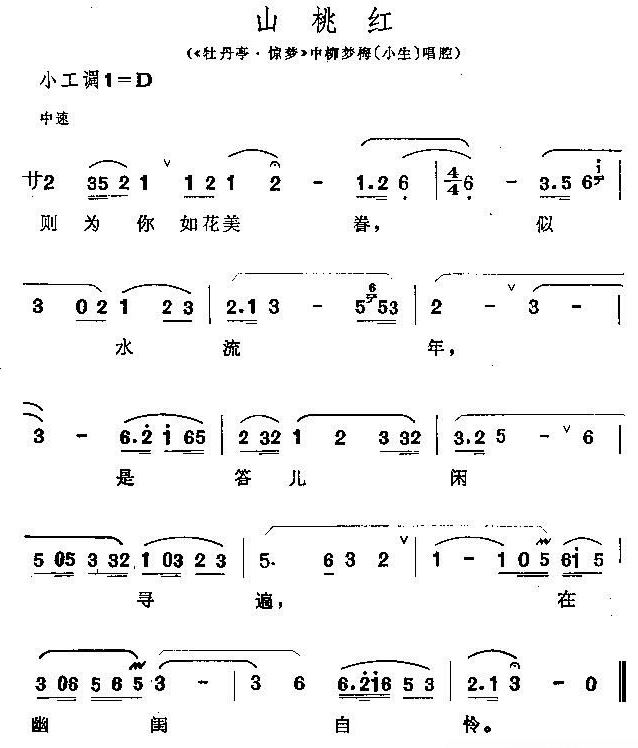 山桃红
(《牡丹亭·惊梦》中柳梦梅〔小生〕唱腔)
小工调1=D
中速
廿2 35 2 1 ∨ 1 2 1 2 - 1.2 6 | 4/4 6 - 3.5 6 i
则 为 你 如 花 美 眷, 似
3 0 2 1 2 3 | 2.1 3 - 5 6 53 | 2 - ∨ 3 - |
水 流 年,
3 - 6.2 i 65 | 2 32 1 2 3 32 | 3.2 5 - ∨ 6 |
是 答 儿 闲
5 05 3 32 1 03 2 3 | 5. 6 3 2 ∨ | 1 - 1 0 5 6i 5 |
寻 遍, 在
3 06 5 6 5 3 - | 3 6 6.2i6 5 3 | 2.1 3 - 0 ‖
幽 闺 自 怜。